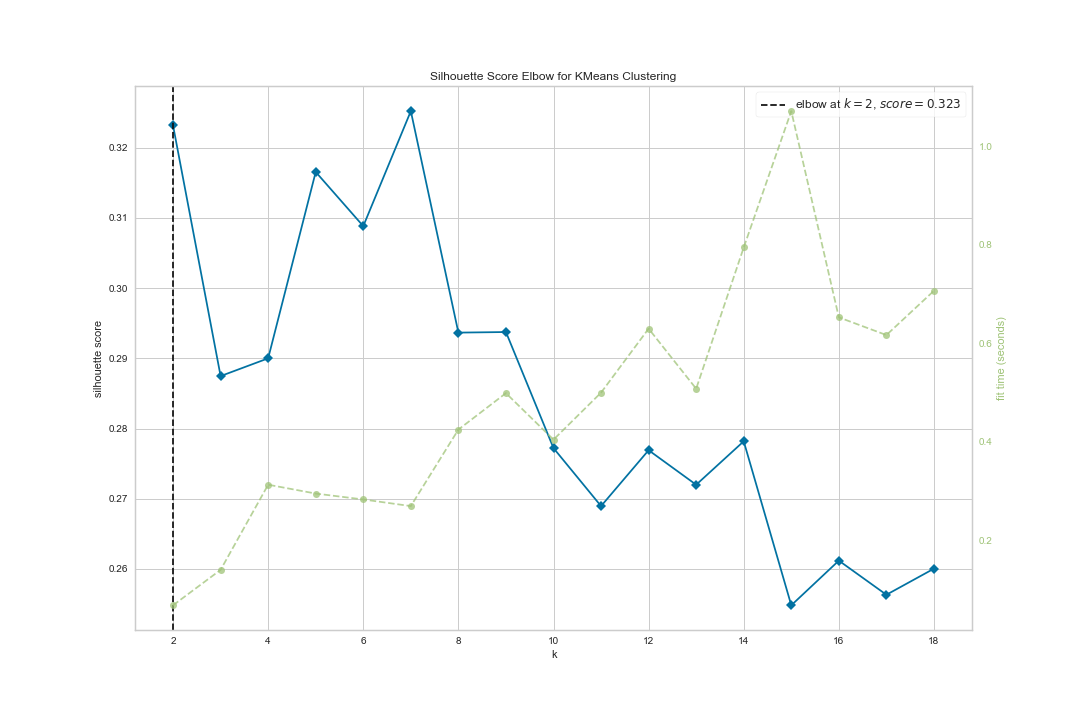 Silhouette Score Elbow for KMeans Clustering
elbow at k = 2, score = 0.323
silhouette score
0.32
0.31
0.30
0.29
0.28
0.27
0.26
1.0
0.8
0.6
0.4
0.2
fit time (seconds)
2 4 6 8 10 12 14 16 18
k